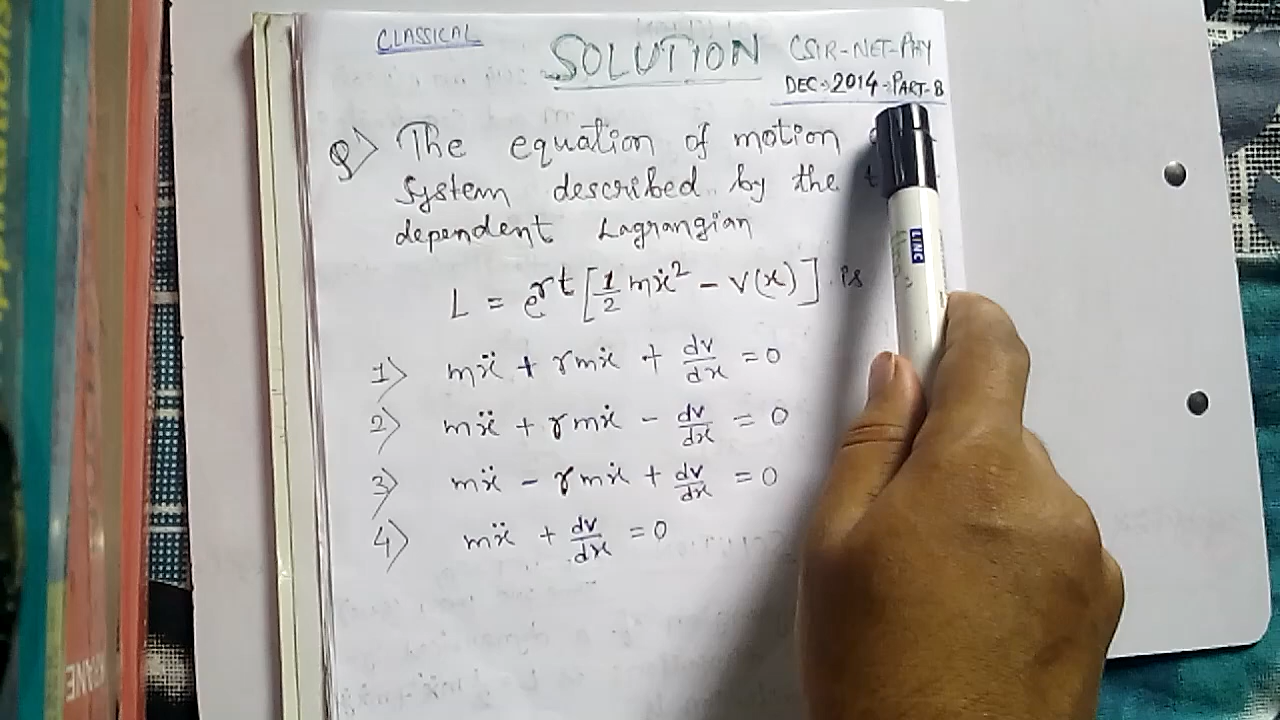 CLASSICAL
SOLUTION
CSIR-NET-PHY
DEC-2014-PART-B
Q> The equation of motion
system described by the
dependent Lagrangian
L = e^γt [1/2 mẋ² - V(x)] is
1> mẍ + γmẋ + dV/dx = 0
2> mẍ + γmẋ - dV/dx = 0
3> mẍ - γmẋ + dV/dx = 0
4> mẍ + dV/dx = 0
LINC